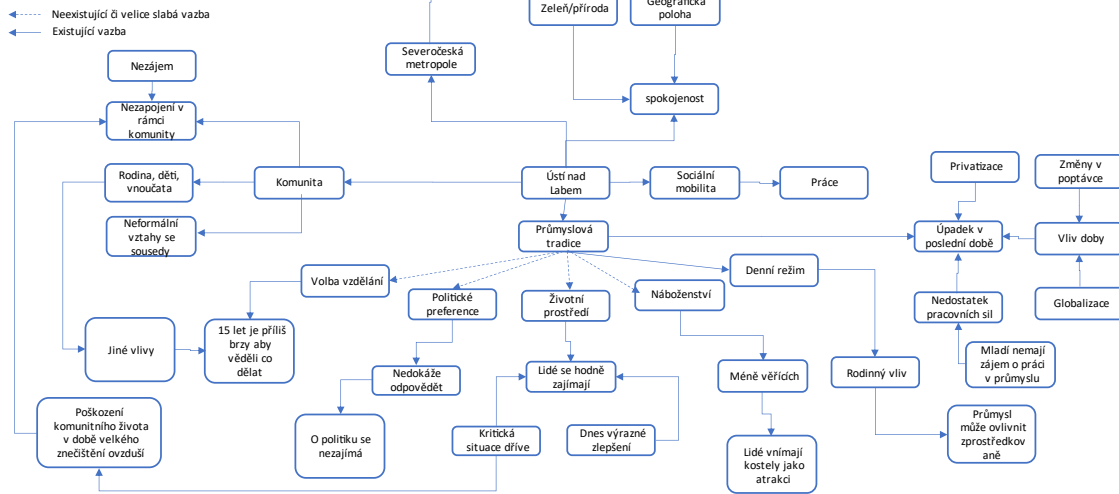 Neexistující či velice slabá vazba
Existující vazba
Zeleň/příroda
Geografická
poloha
Severočeská
metropole
Nezájem
spokojenost
Nezapojení v
rámci
komunity
Rodina, děti,
vnoučata
Komunita
Ústí nad
Labem
Sociální
mobilita
Práce
Privatizace
Změny v
poptávce
Neformální
vztahy se
sousedy
Průmyslová
tradice
Úpadek v
poslední době
Vliv doby
Volba vzdělání
Politické
preference
Životní
prostředí
Náboženství
Denní režim
Nedostatek
pracovních sil
Globalizace
Jiné vlivy
15 let je příliš
brzy aby
věděli co
dělat
Nedokáže
odpovědět
Lidé se hodně
zajímají
Méně věřících
Rodinný vliv
Mladí nemají
zájem o práci
v průmyslu
Poškození
komunitního života
v době velkého
znečištění ovzduší
O politiku se
nezajímá
Kritická
situace dříve
Dnes výrazné
zlepšení
Lidé vnímají
kostely jako
atrakci
Průmysl
může ovlivnit
zprostředkov
aně